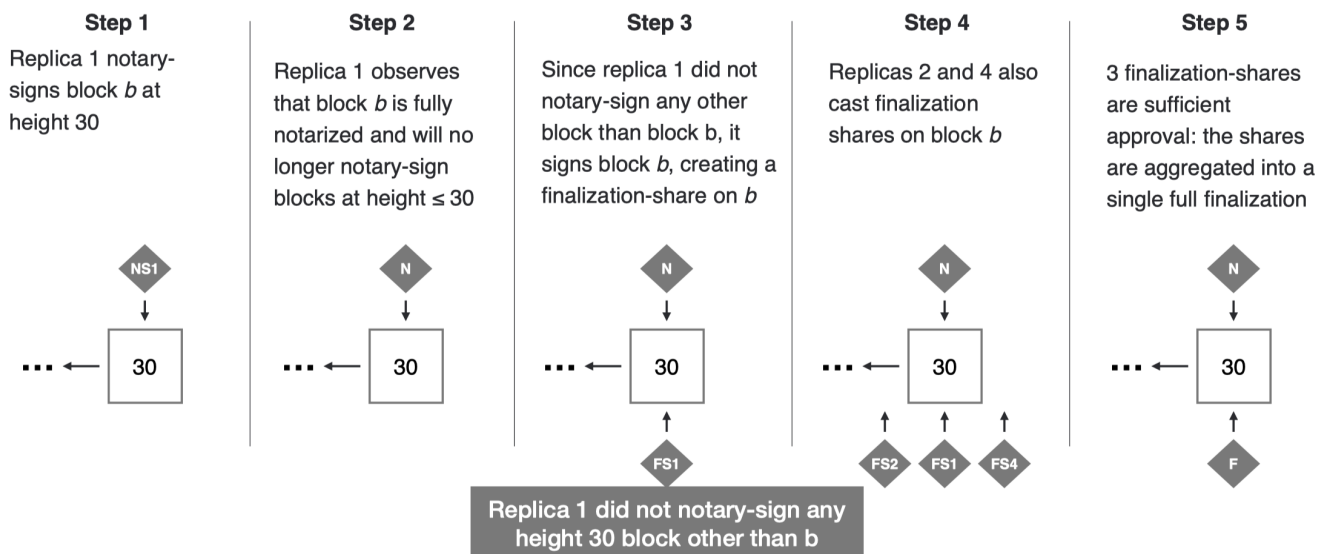 Step 1
Replica 1 notary-
signs block b at
height 30
NS1
30
Step 2
Replica 1 observes
that block b is fully
notarized and will no
longer notary-sign
blocks at height ≤ 30
N
30
Step 3
Since replica 1 did not
notary-sign any other
block than block b, it
signs block b, creating a
finalization-share on b
N
30
FS1
Replica 1 did not notary-sign any
height 30 block other than b
Step 4
Replicas 2 and 4 also
cast finalization
shares on block b
N
30
FS2 FS1 FS4
Step 5
3 finalization-shares
are sufficient
approval: the shares
are aggregated into a
single full finalization
N
30
F